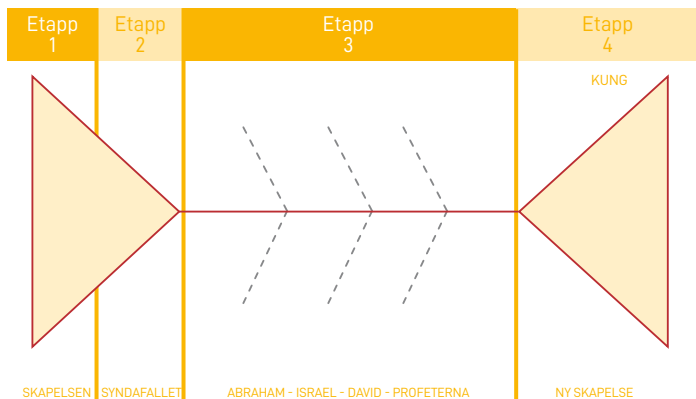 Etapp
1
Etapp
2
Etapp
3
Etapp
4
KUNG
SKAPELSEN
SYNDAFALLET
ABRAHAM - ISRAEL - DAVID - PROFETERNA
NY SKAPELSE